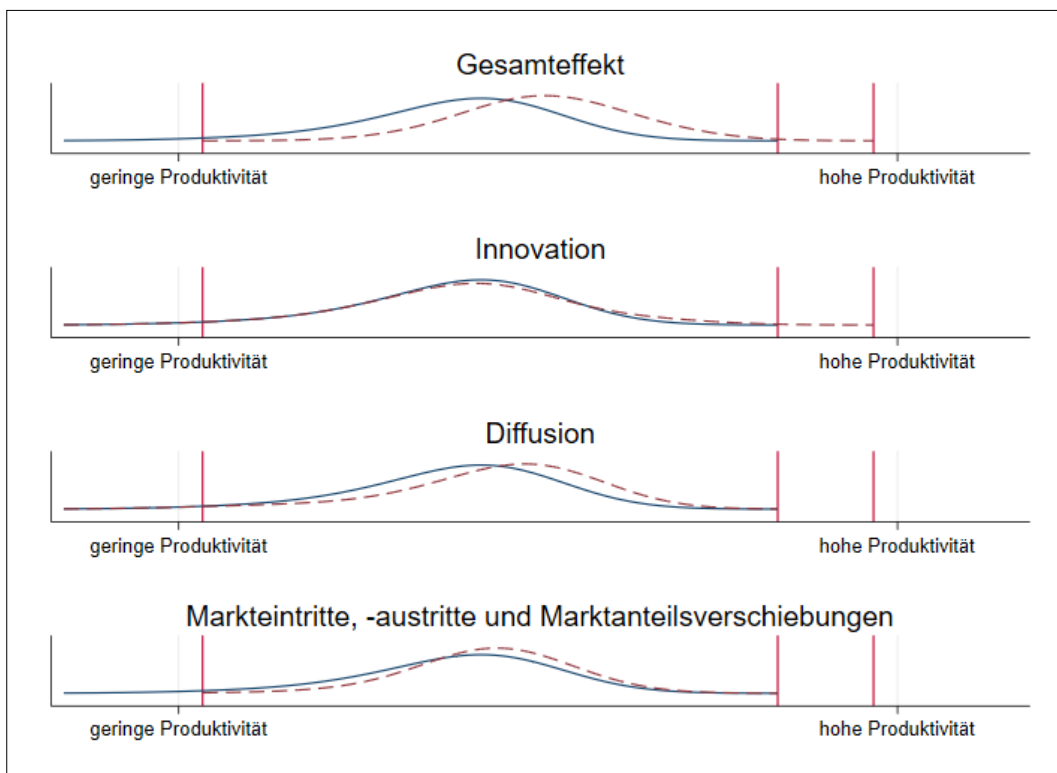 Gesamteffekt
geringe Produktivität hohe Produktivität
Innovation
geringe Produktivität hohe Produktivität
Diffusion
geringe Produktivität hohe Produktivität
Markteintritte, -austritte und Marktanteilsverschiebungen
geringe Produktivität hohe Produktivität